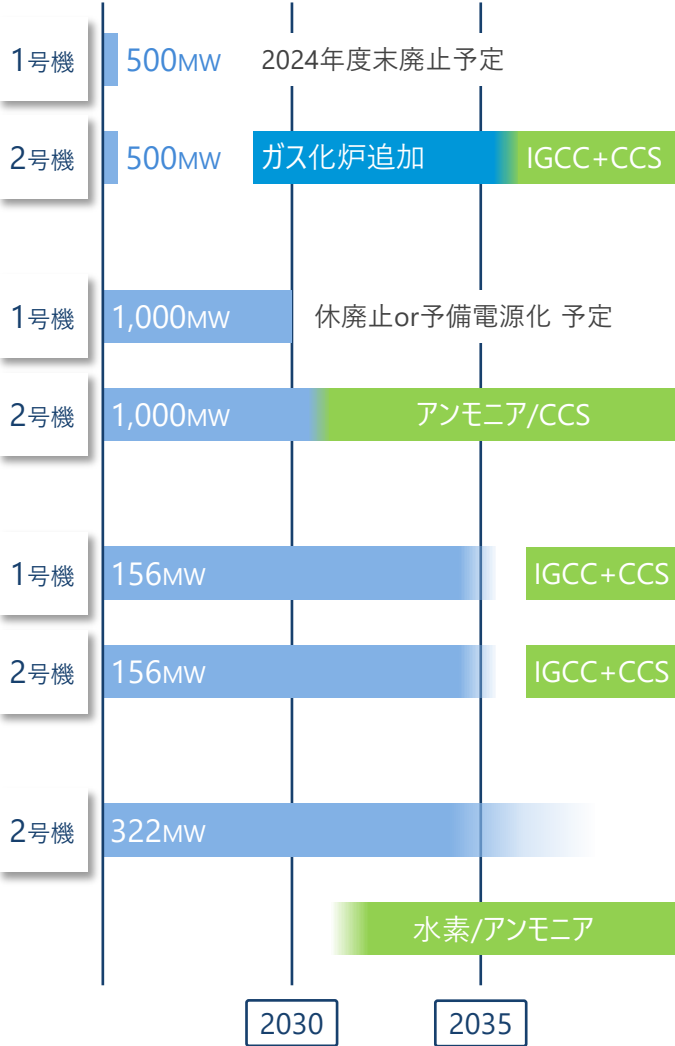 1号機 500MW 2024年度末廃止予定
2号機 500MW ガス化炉追加 IGCC+CCS
1号機 1,000MW 休廃止or予備電源化 予定
2号機 1,000MW アンモニア/CCS
1号機 156MW IGCC+CCS
2号機 156MW IGCC+CCS
2号機 322MW
水素/アンモニア
2030 2035